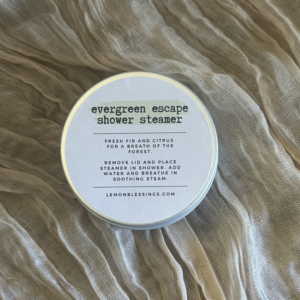 evergreen escape
shower steamer
FRESH FIR AND CITRUS
FOR A BREATH OF THE
FOREST.
REMOVE LID AND PLACE
STEAMER IN SHOWER. ADD
WATER AND BREATHE IN
SOOTHING STEAM.
LEMONBLESSINGS.COM